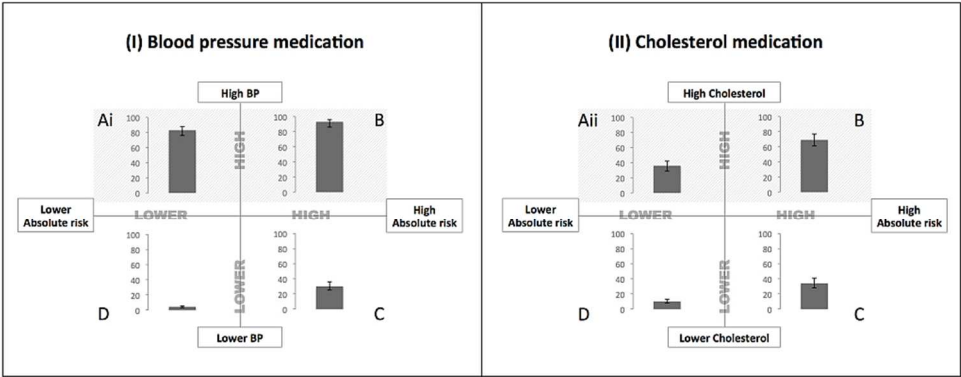 (I) Blood pressure medication
High BP
Ai
100
80
60
40
20
0
B
100
80
60
40
20
0
HIGH
Lower
Absolute risk
LOWER
HIGH
High
Absolute risk
D
100
80
60
40
20
0
C
100
80
60
40
20
0
LOWER
Lower BP
(II) Cholesterol medication
High Cholesterol
Aii
100
80
60
40
20
0
B
100
80
60
40
20
0
HIGH
Lower
Absolute risk
LOWER
HIGH
High
Absolute risk
D
100
80
60
40
20
0
C
100
80
60
40
20
0
LOWER
Lower Cholesterol